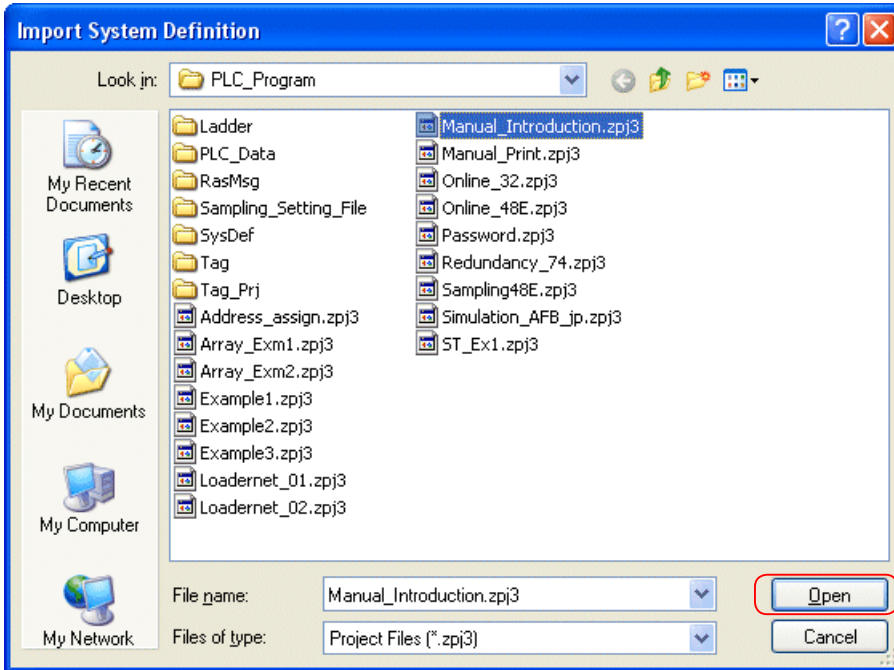 Import System Definition
Look in: PLC_Program
My Recent
Documents
Desktop
My Documents
My Computer
My Network
Ladder
PLC_Data
RasMsg
Sampling_Setting_File
SysDef
Tag
Tag_Prj
Address_assign.zpj3
Array_Exm1.zpj3
Array_Exm2.zpj3
Example1.zpj3
Example2.zpj3
Example3.zpj3
Loadernet_01.zpj3
Loadernet_02.zpj3
Manual_Introduction.zpj3
Manual_Print.zpj3
Online_32.zpj3
Online_48E.zpj3
Password.zpj3
Redundancy_74.zpj3
Sampling48E.zpj3
Simulation_AFB_jp.zpj3
ST_Ex1.zpj3
File name: Manual_Introduction.zpj3 Open
Files of type: Project Files (*.zpj3) Cancel